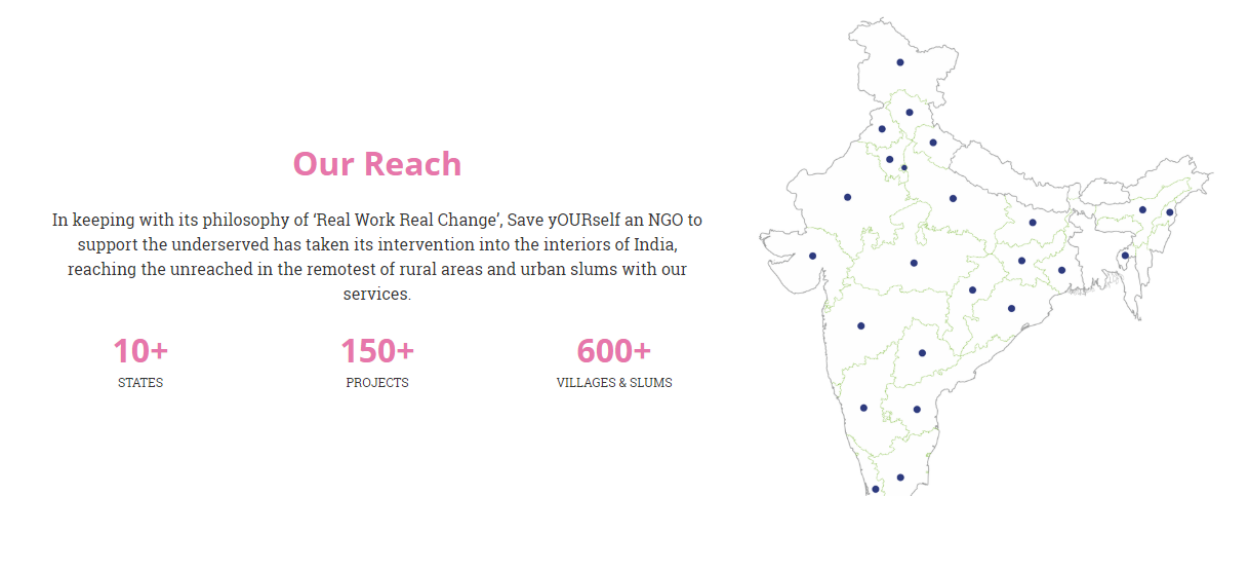 Our Reach
In keeping with its philosophy of ‘Real Work Real Change’, Save yOURself an NGO to
support the underserved has taken its intervention into the interiors of India,
reaching the unreached in the remotest of rural areas and urban slums with our
services.
10+ 150+ 600+
STATES PROJECTS VILLAGES & SLUMS